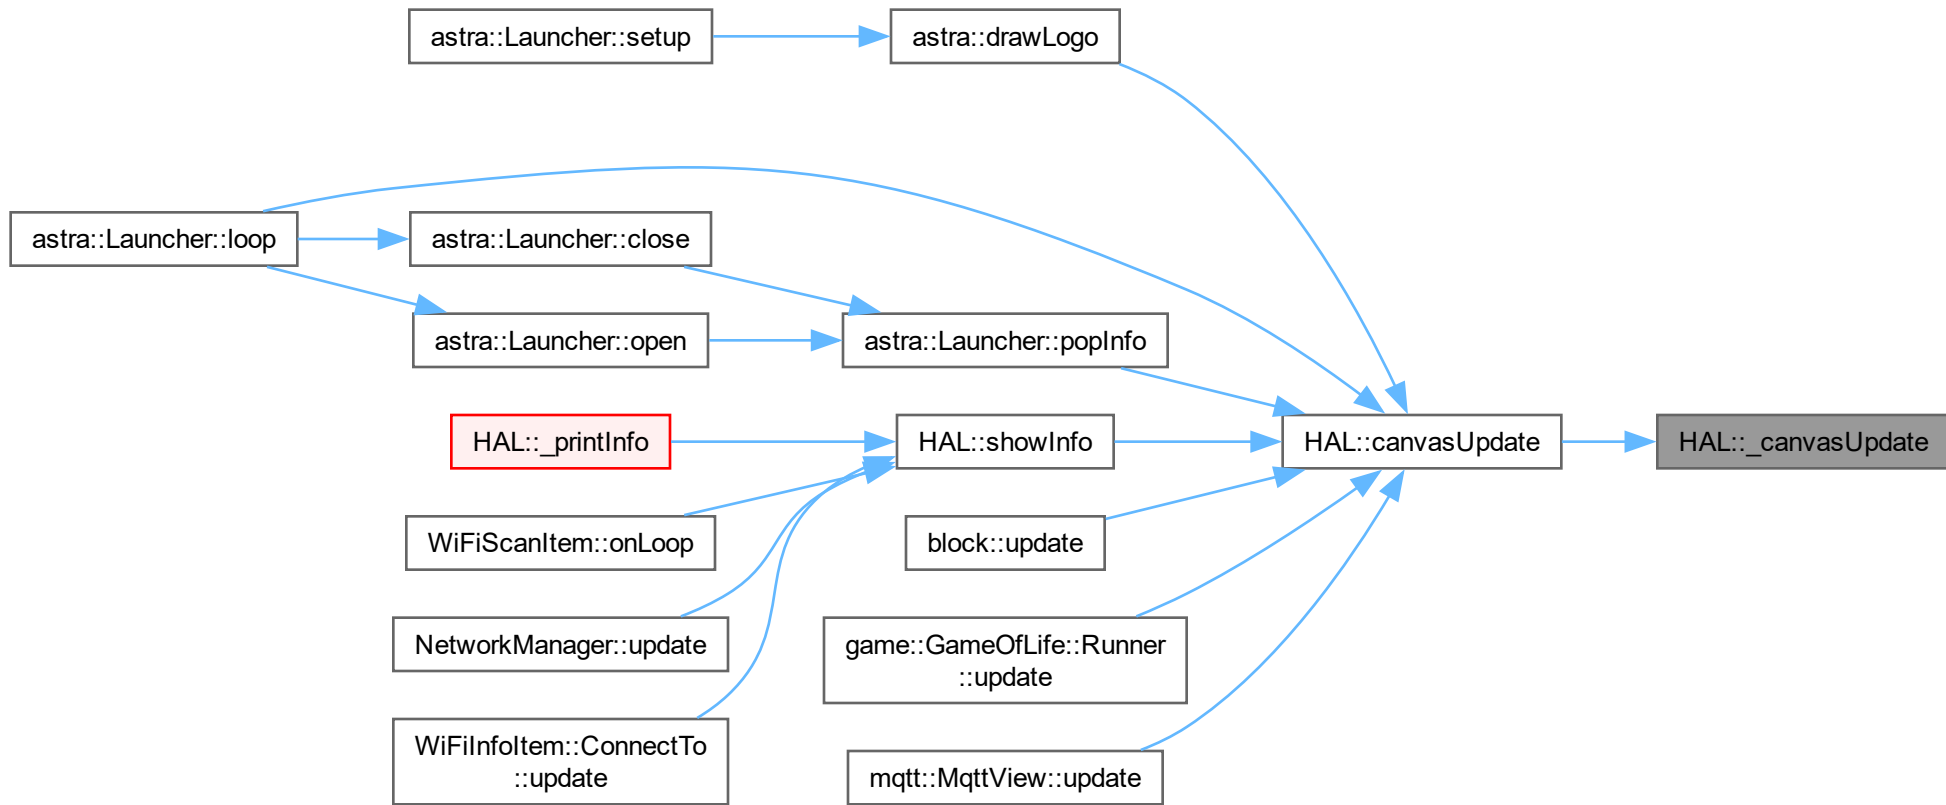 astra::Launcher::setup
astra::drawLogo
astra::Launcher::loop
astra::Launcher::close
astra::Launcher::open
astra::Launcher::popInfo
HAL::_printInfo
HAL::showInfo
HAL::canvasUpdate
HAL::_canvasUpdate
WiFiScanItem::onLoop
block::update
NetworkManager::update
game::GameOfLife::Runner
::update
WiFiInfoItem::ConnectTo
::update
mqtt::MqttView::update